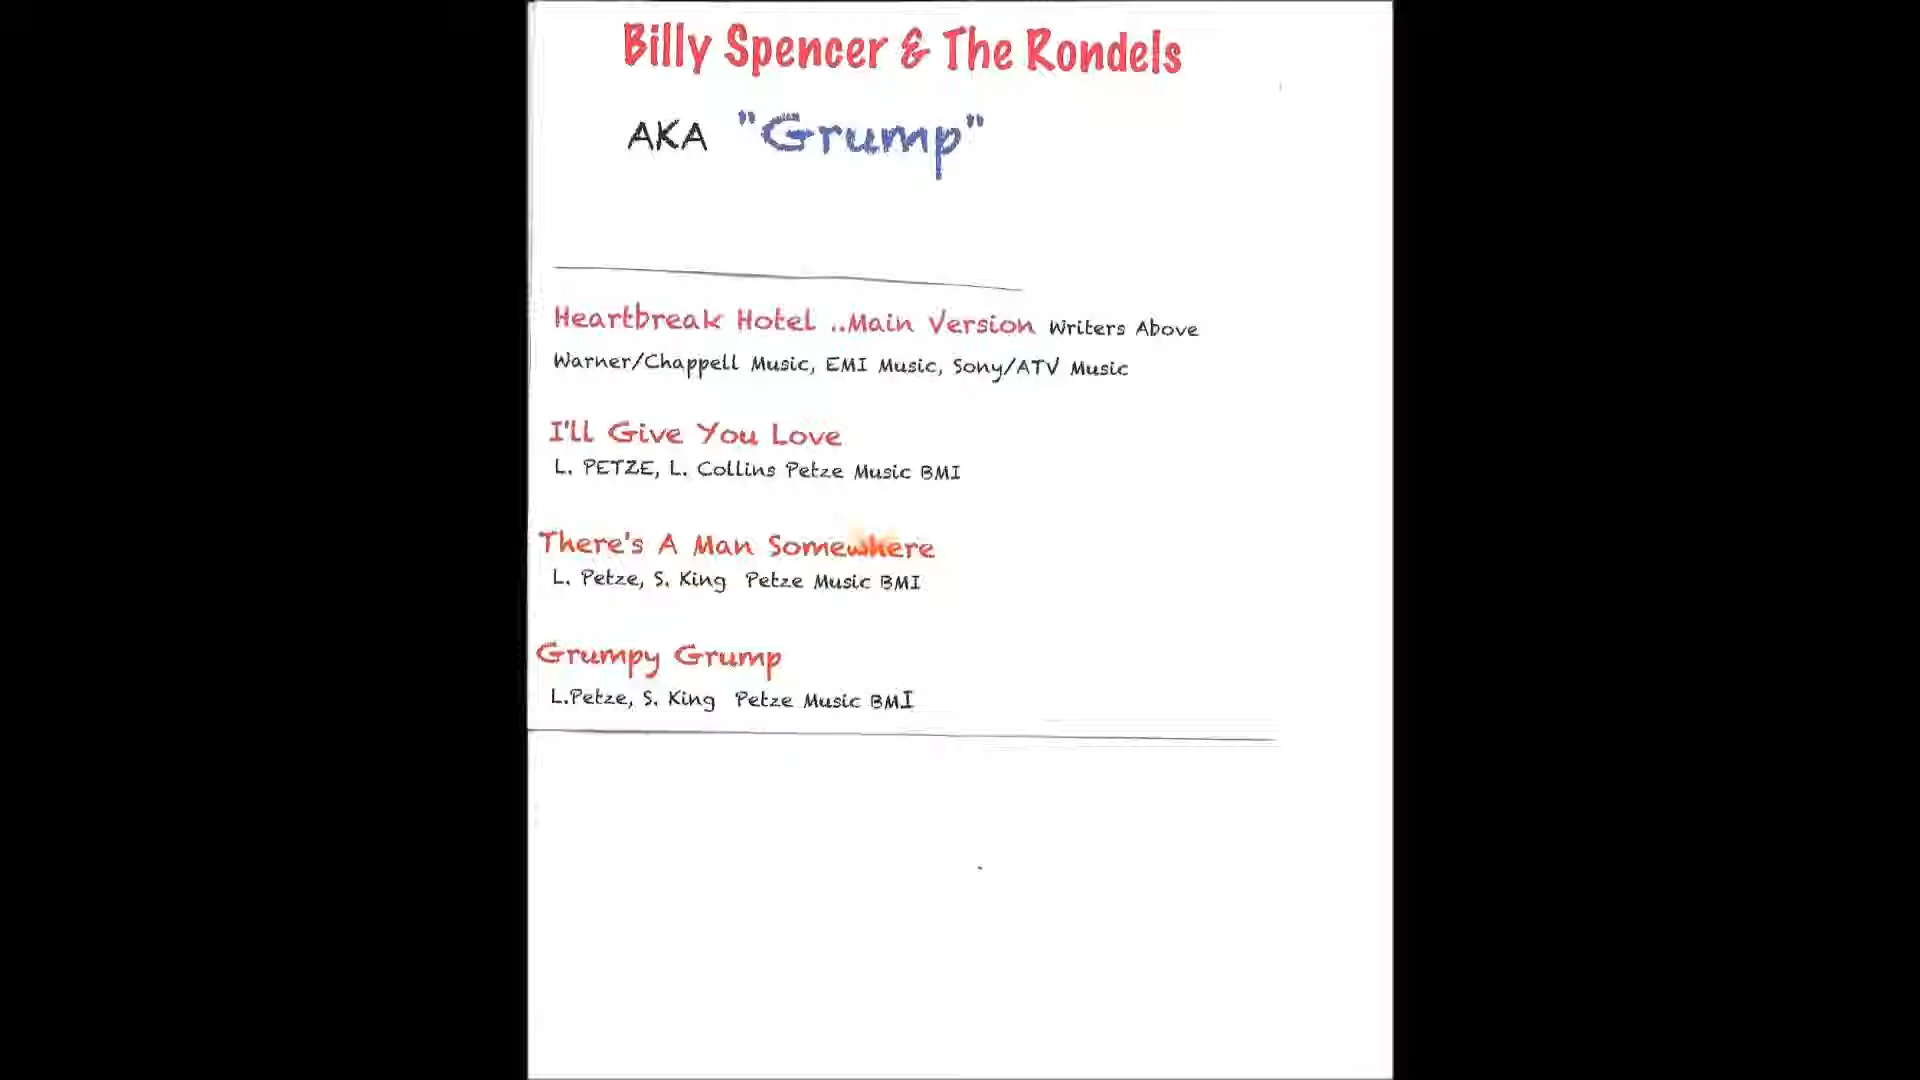 Billy Spencer & The Rondels
AKA "Grump"
Heartbreak Hotel ..Main Version Writers Above
Warner/Chappell Music, EMI Music, Sony/ATV Music
I'll Give You Love
L. PETZE, L. Collins Petze Music BMI
There's A Man Somewhere
L. Petze, S. King Petze Music BMI
Grumpy Grump
L.Petze, S. King Petze Music BMI